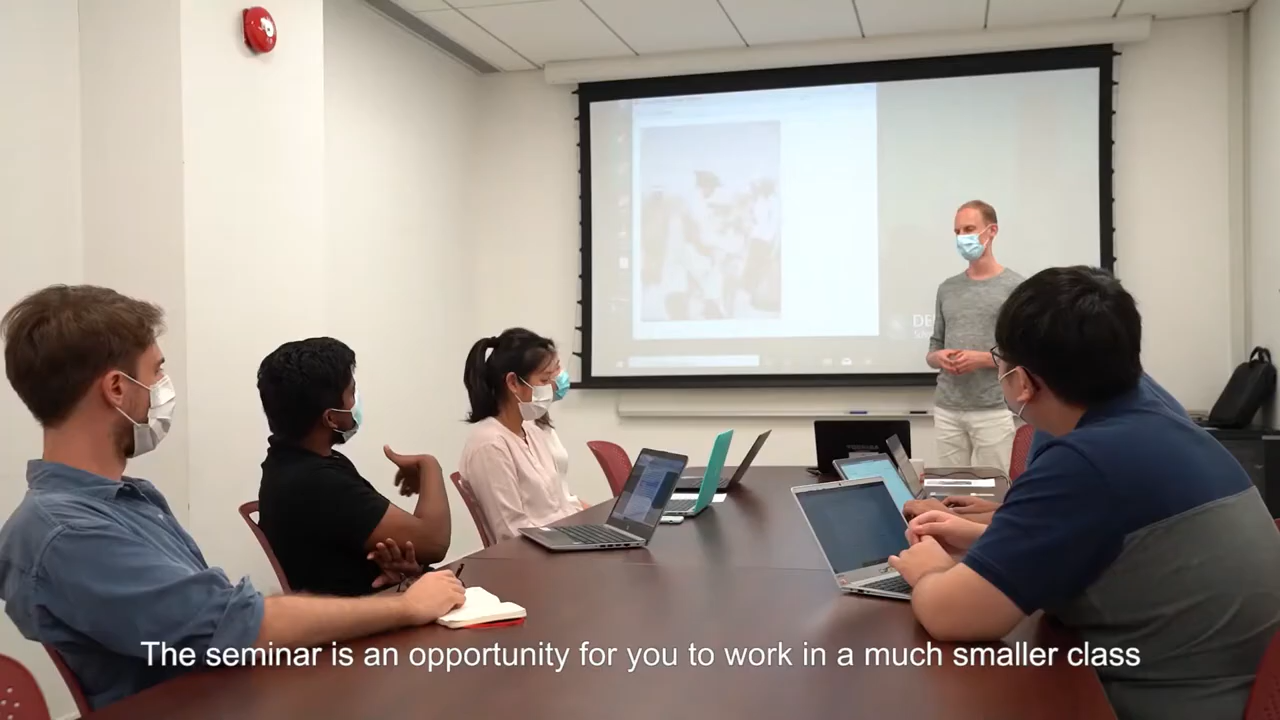 The seminar is an opportunity for you to work in a much smaller class